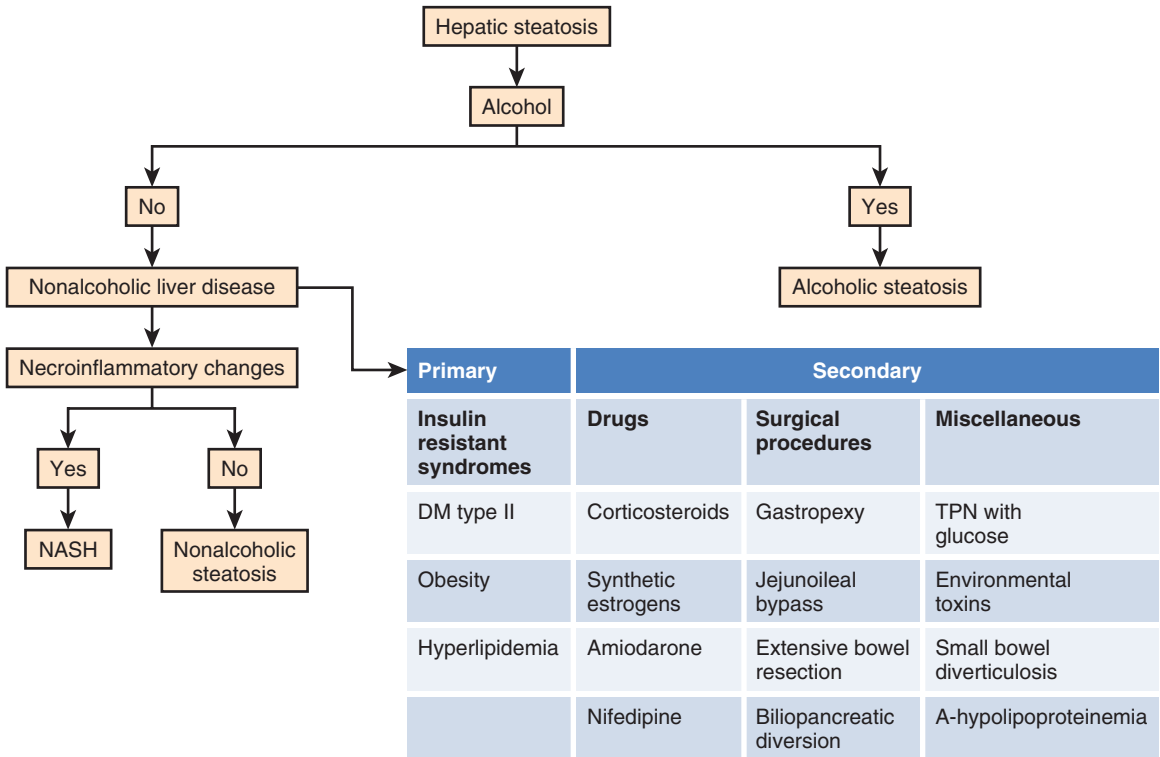 Hepatic steatosis
Alcohol
No
Yes
Nonalcoholic liver disease
Alcoholic steatosis
Necroinflammatory changes
Yes
No
NASH
Nonalcoholic
steatosis
Primary
Secondary
Insulin
resistant
syndromes
Drugs
Surgical
procedures
Miscellaneous
DM type II
Corticosteroids
Gastropexy
TPN with
glucose
Obesity
Synthetic
estrogens
Jejunoileal
bypass
Environmental
toxins
Hyperlipidemia
Amiodarone
Extensive bowel
resection
Small bowel
diverticulosis
Nifedipine
Biliopancreatic
diversion
A-hypolipoproteinemia